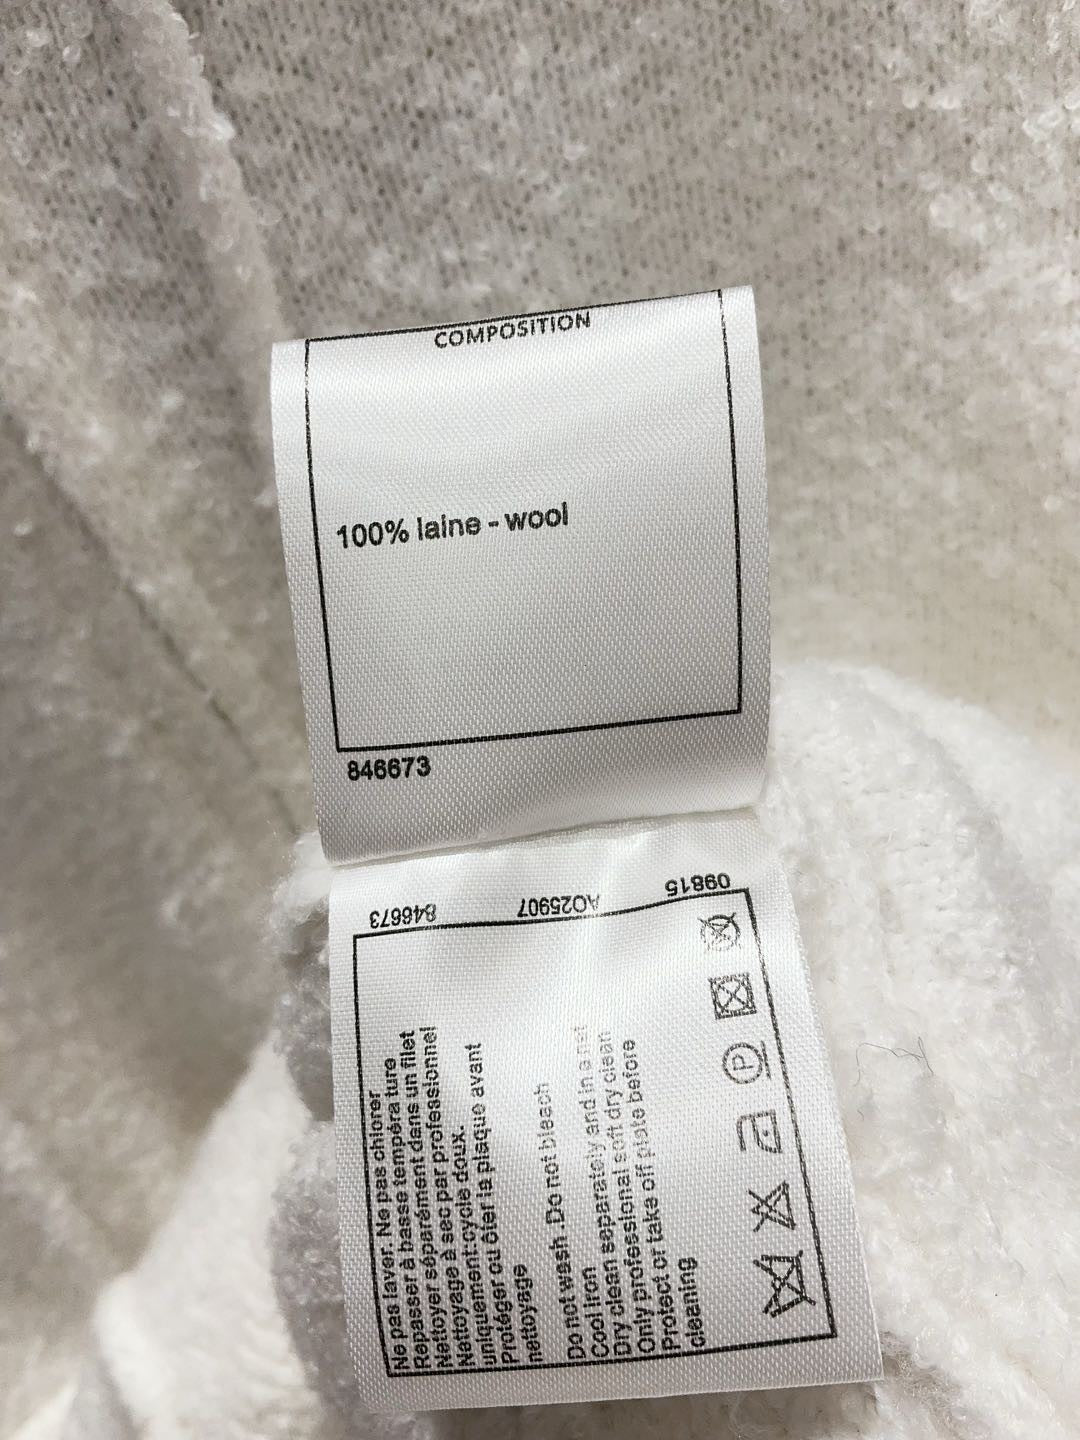 COMPOSITION
100% laine - wool
846673
846673 AO25907 09815
Ne pas laver. Ne pas chlorer
Repasser à basse tempéra ture
Nettoyer séparément dans un filet
Nettoyage à sec par professionnel
Nettoyage:cycle doux.
uniquement.
Protéger ou ôter la plaque avant
nettoyage
Do not wash .Do not bleach
Cool Iron
Dry clean separately and in a net
Only professional soft dry clean
Protect or take off plate before
cleaning
P
W